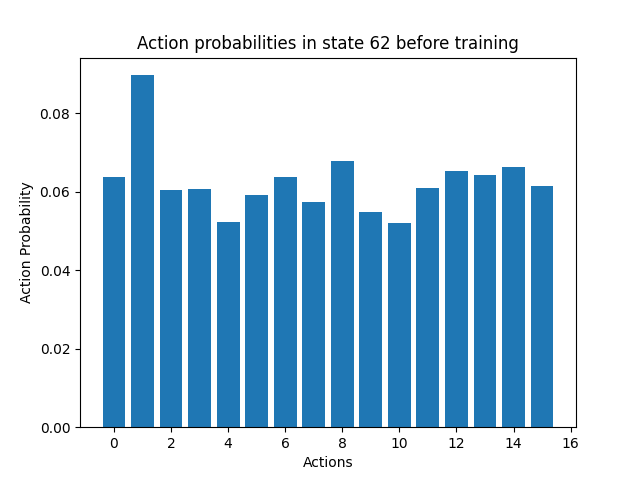 Action probabilities in state 62 before training
0.08
0.06
0.04
0.02
0.00
Action Probability
0 2 4 6 8 10 12 14 16
Actions